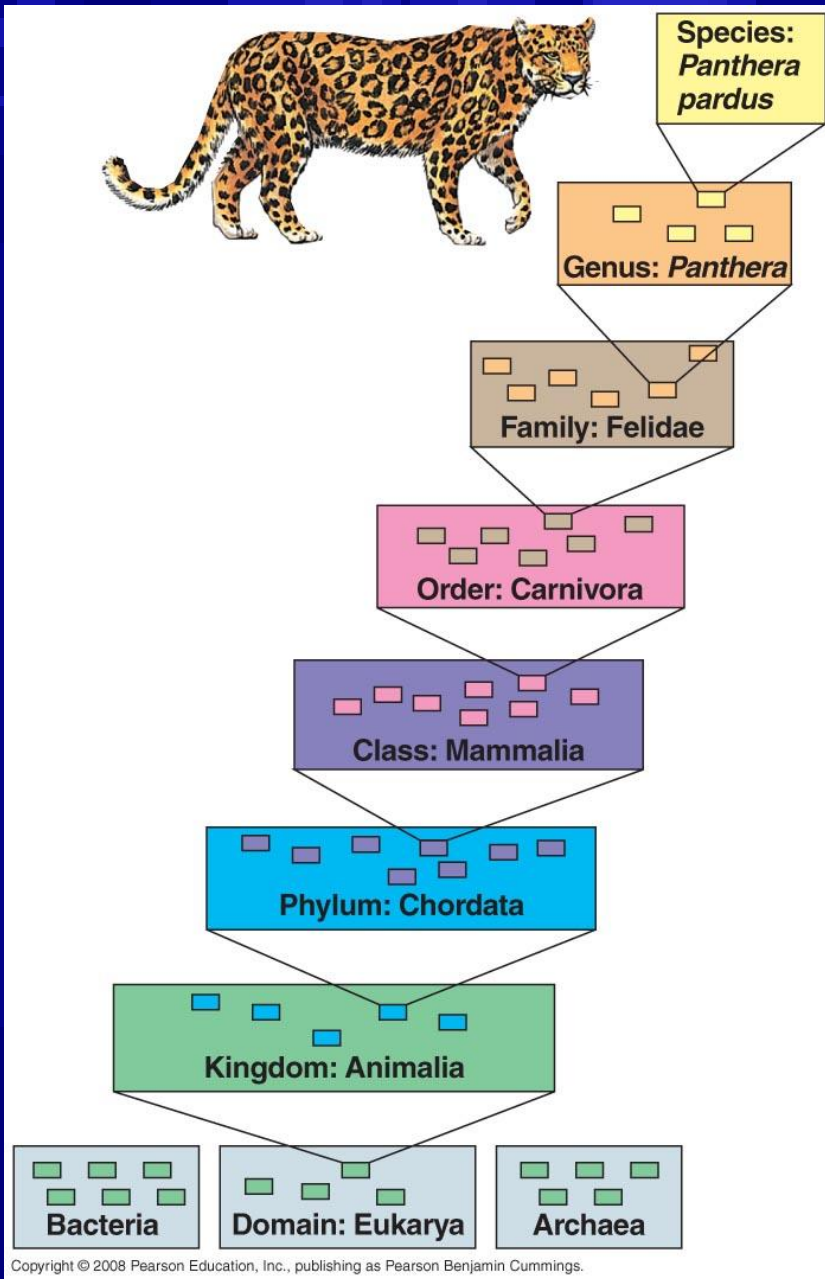 Species:
Panthera
pardus
Genus: Panthera
Family: Felidae
Order: Carnivora
Class: Mammalia
Phylum: Chordata
Kingdom: Animalia
Bacteria
Domain: Eukarya
Archaea
Copyright © 2008 Pearson Education, Inc., publishing as Pearson Benjamin Cummings.